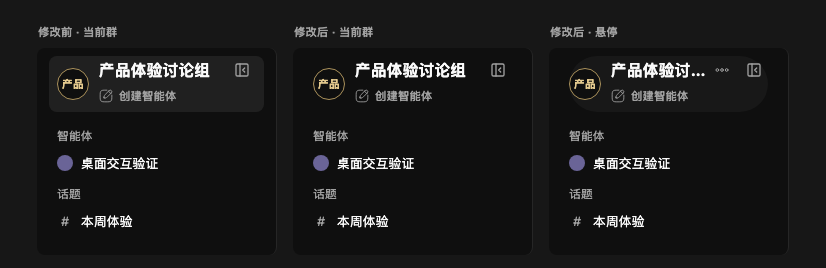 修改前 · 当前群
产品
产品体验讨论组
创建智能体
智能体
桌面交互验证
话题
# 本周体验
修改后 · 当前群
产品
产品体验讨论组
创建智能体
智能体
桌面交互验证
话题
# 本周体验
修改后 · 悬停
产品
产品体验讨...
创建智能体
智能体
桌面交互验证
话题
# 本周体验